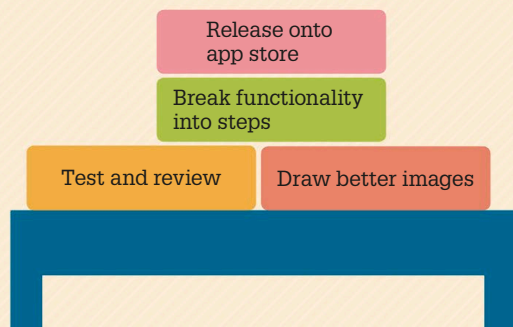 Release onto
app store
Break functionality
into steps
Test and review
Draw better images